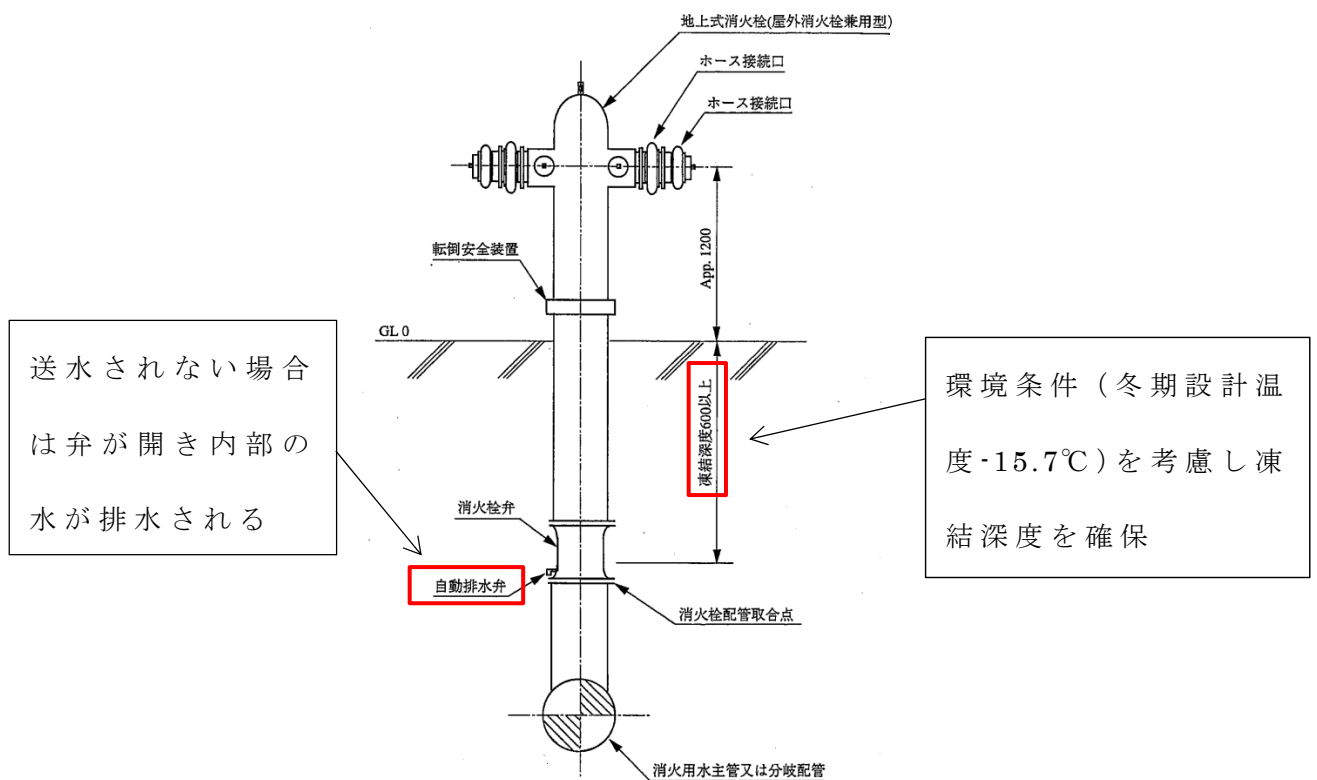 地上式消火栓(屋外消火栓兼用型)
ホース接続口
ホース接続口
転倒安全装置
App. 1200
GL 0
送水されない場合
は弁が開き内部の
水が排水される
凍結深度600以上
環境条件（冬期設計温
度-15.7℃）を考慮し凍
結深度を確保
消火栓弁
自動排水弁
消火栓配管取合点
消火用水主管又は分岐配管